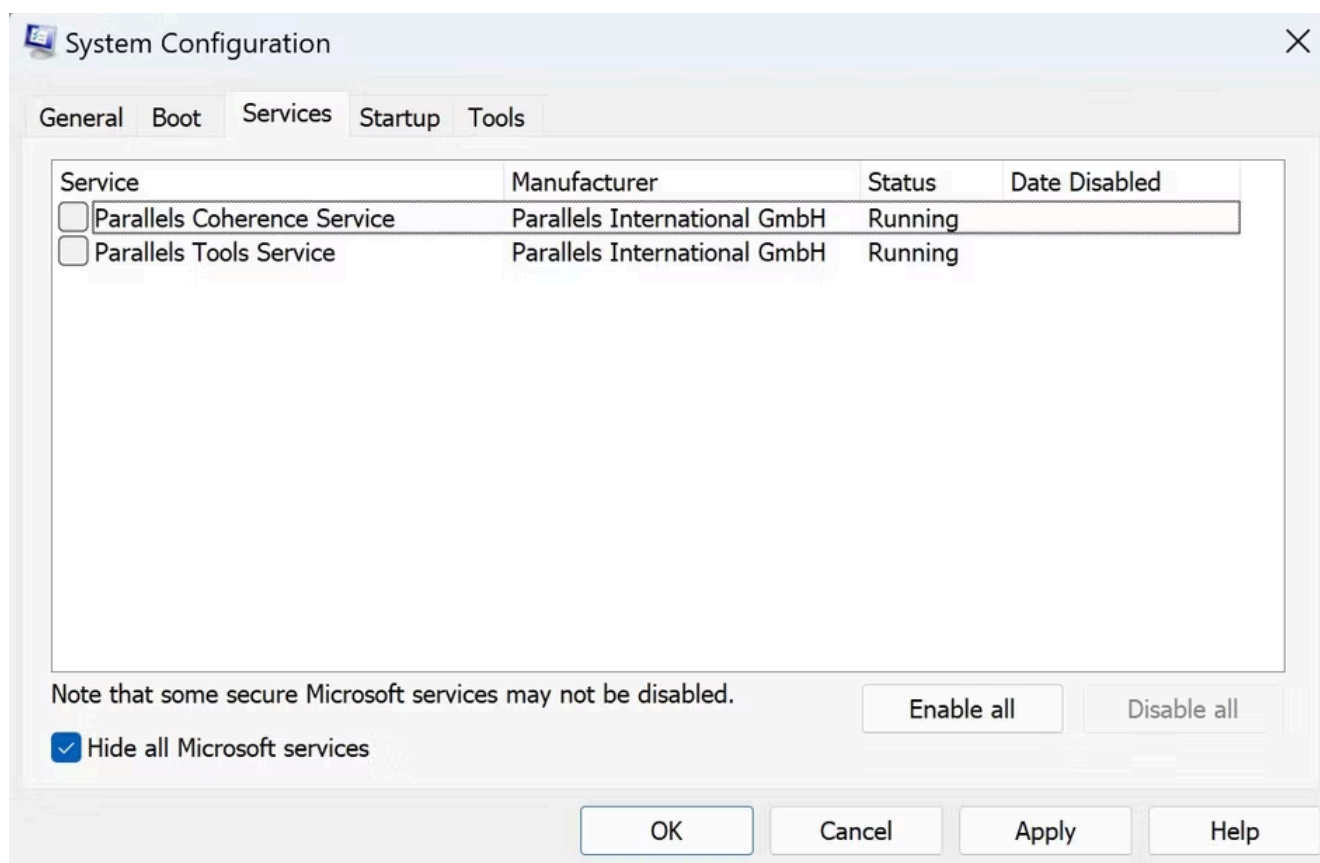 System Configuration
General Boot Services Startup Tools
Service Manufacturer Status Date Disabled
Parallels Coherence Service Parallels International GmbH Running
Parallels Tools Service Parallels International GmbH Running
Note that some secure Microsoft services may not be disabled.
Enable all Disable all
Hide all Microsoft services
OK Cancel Apply Help